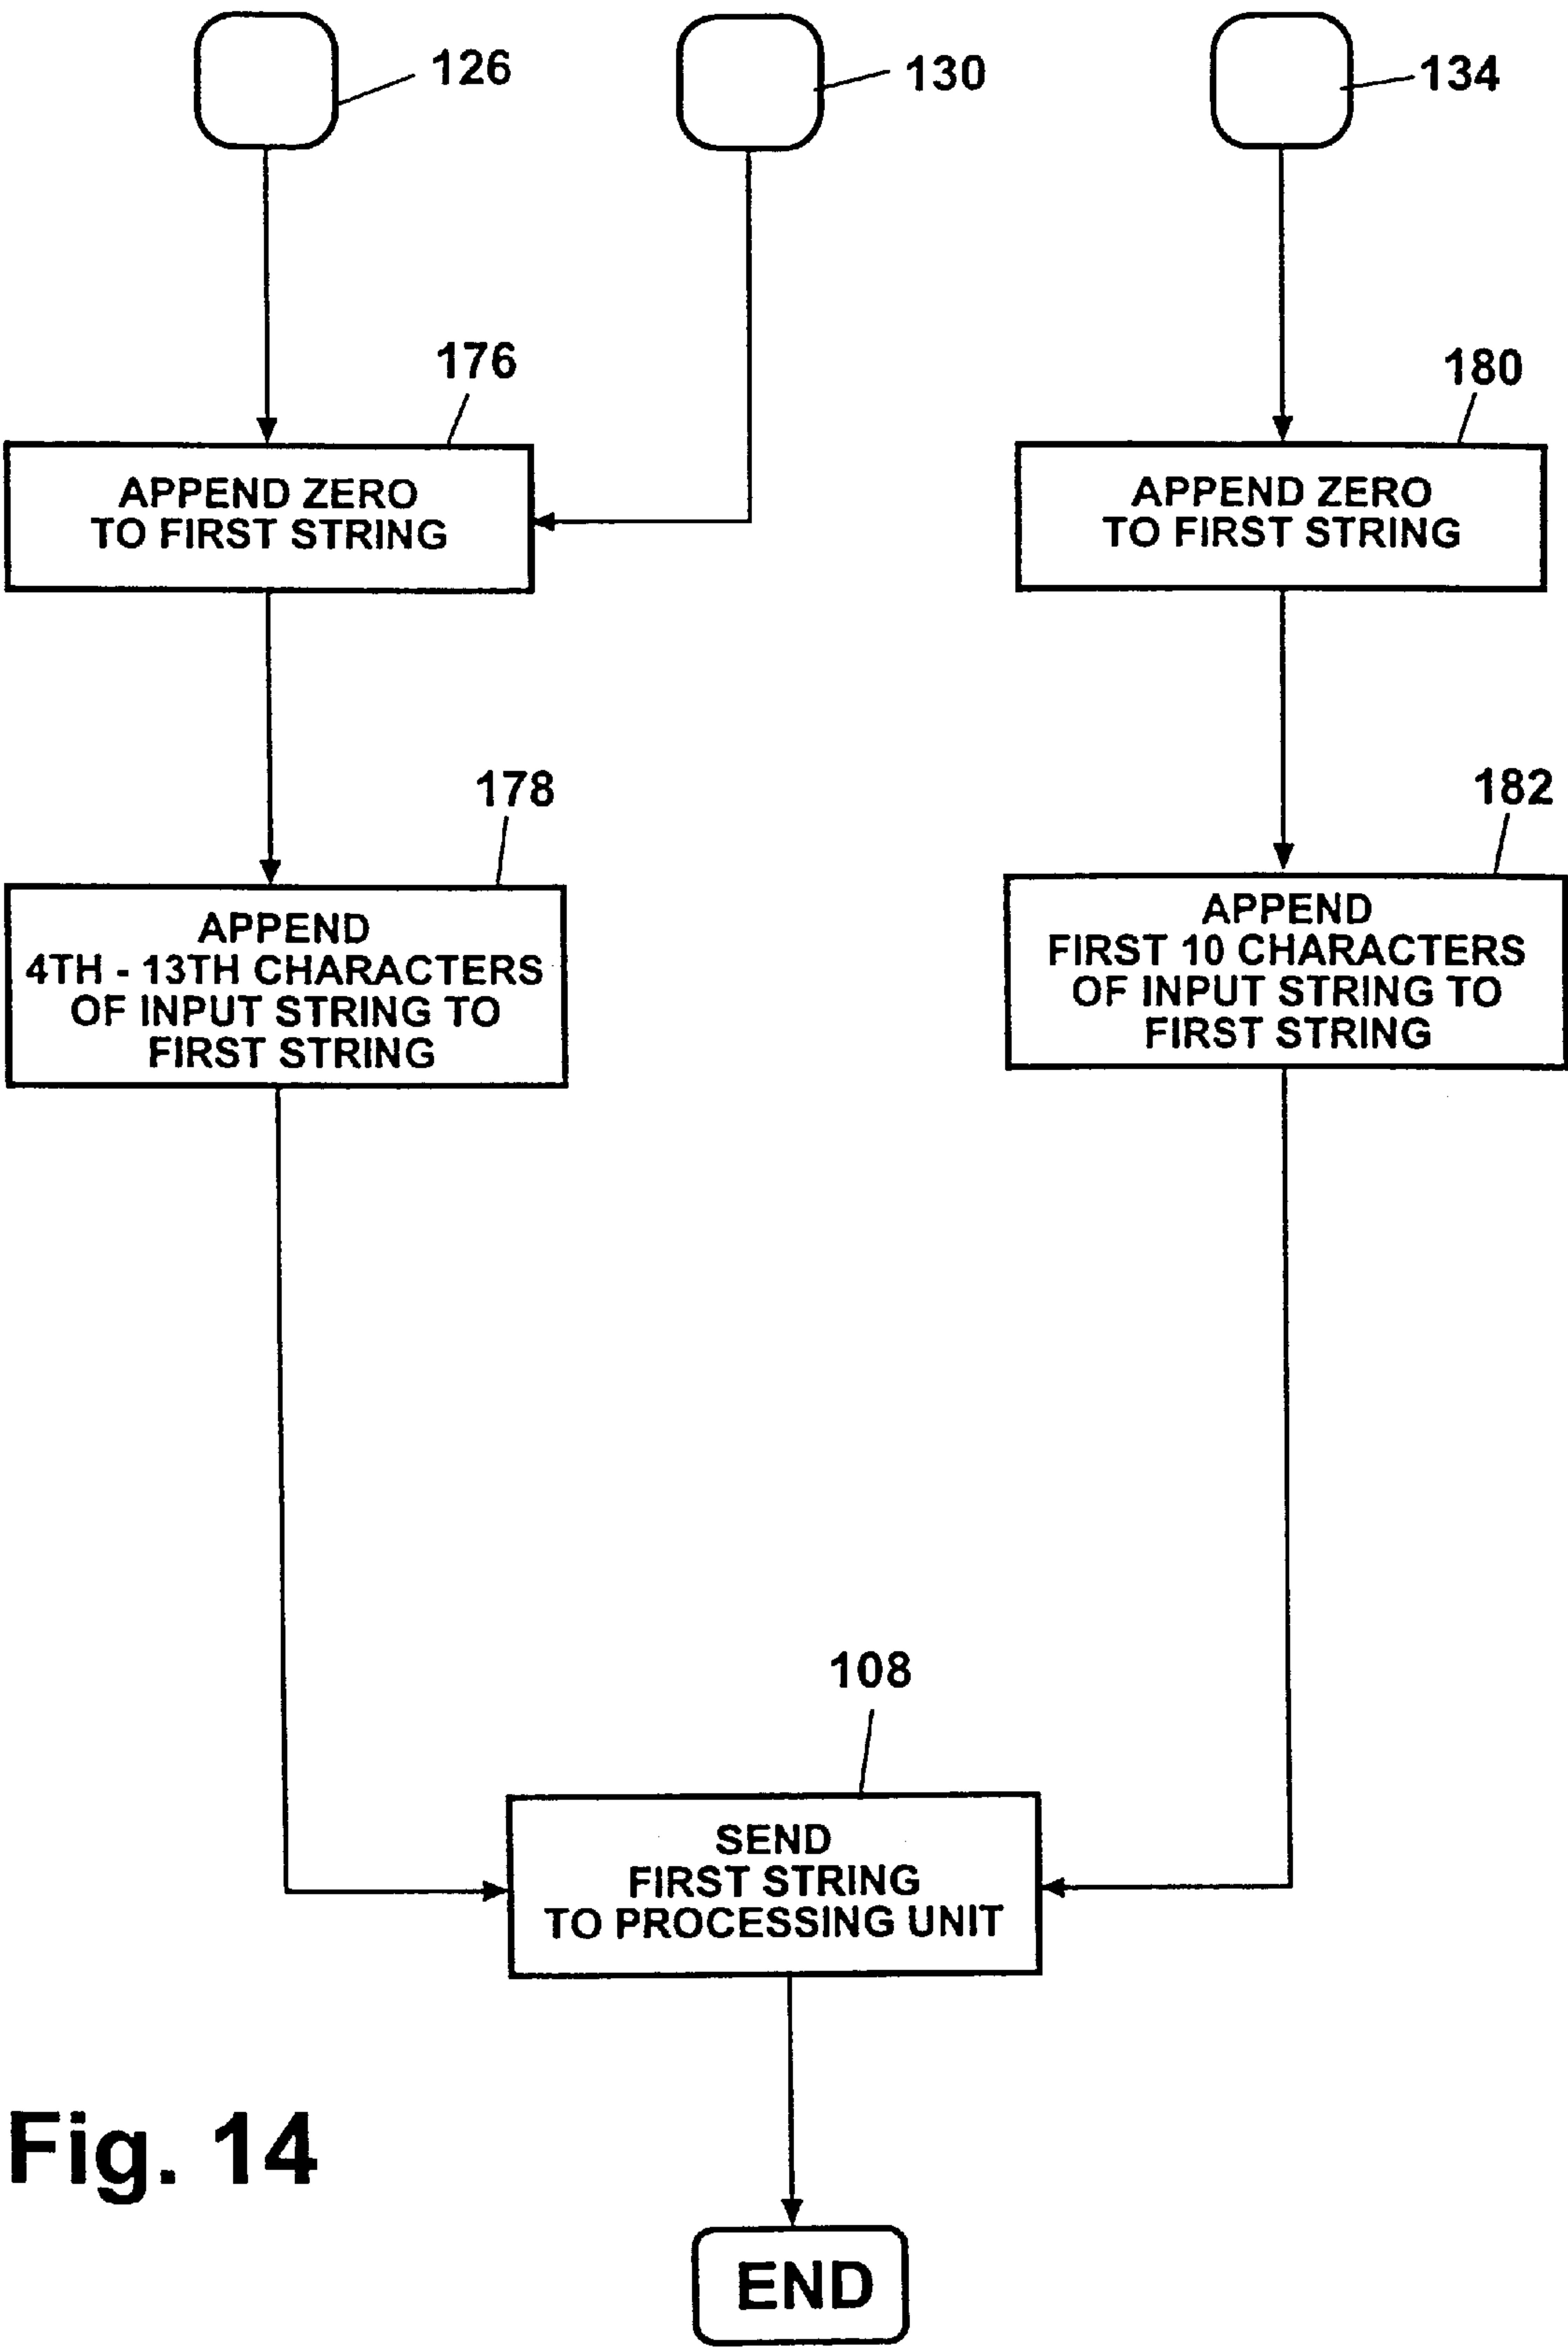 126
130
134
176
180
APPEND ZERO
TO FIRST STRING
APPEND ZERO
TO FIRST STRING
178
182
APPEND
4TH - 13TH CHARACTERS
OF INPUT STRING TO
FIRST STRING
APPEND
FIRST 10 CHARACTERS
OF INPUT STRING TO
FIRST STRING
108
SEND
FIRST STRING
TO PROCESSING UNIT
Fig. 14
END